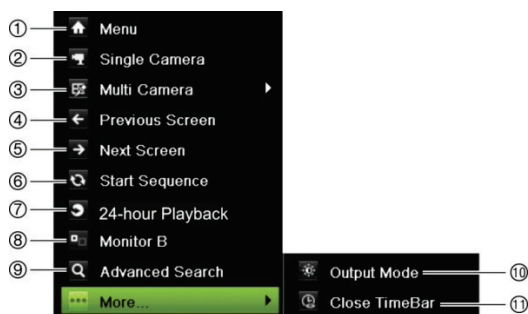 ① Menu
② Single Camera
③ Multi Camera
④ Previous Screen
⑤ Next Screen
⑥ Start Sequence
⑦ 24-hour Playback
⑧ Monitor B
⑨ Advanced Search
More...
Output Mode ⑩
Close TimeBar ⑪